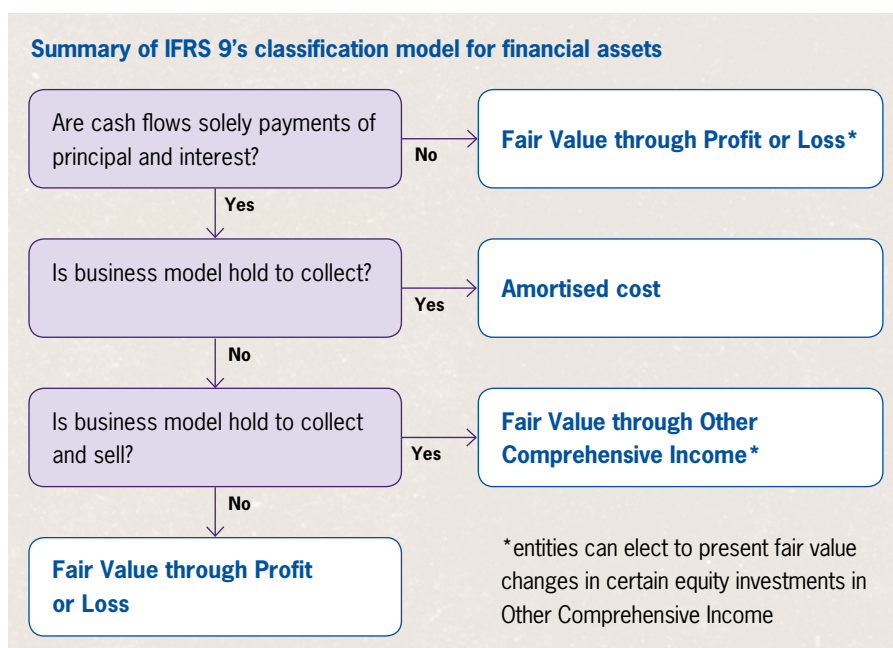 Summary of IFRS 9's classification model for financial assets
Are cash flows solely payments of
principal and interest?
No
Fair Value through Profit or Loss*
Yes
Is business model hold to collect?
Yes
Amortised cost
No
Is business model hold to collect
and sell?
Yes
Fair Value through Other
Comprehensive Income*
No
Fair Value through Profit
or Loss
*entities can elect to present fair value
changes in certain equity investments in
Other Comprehensive Income